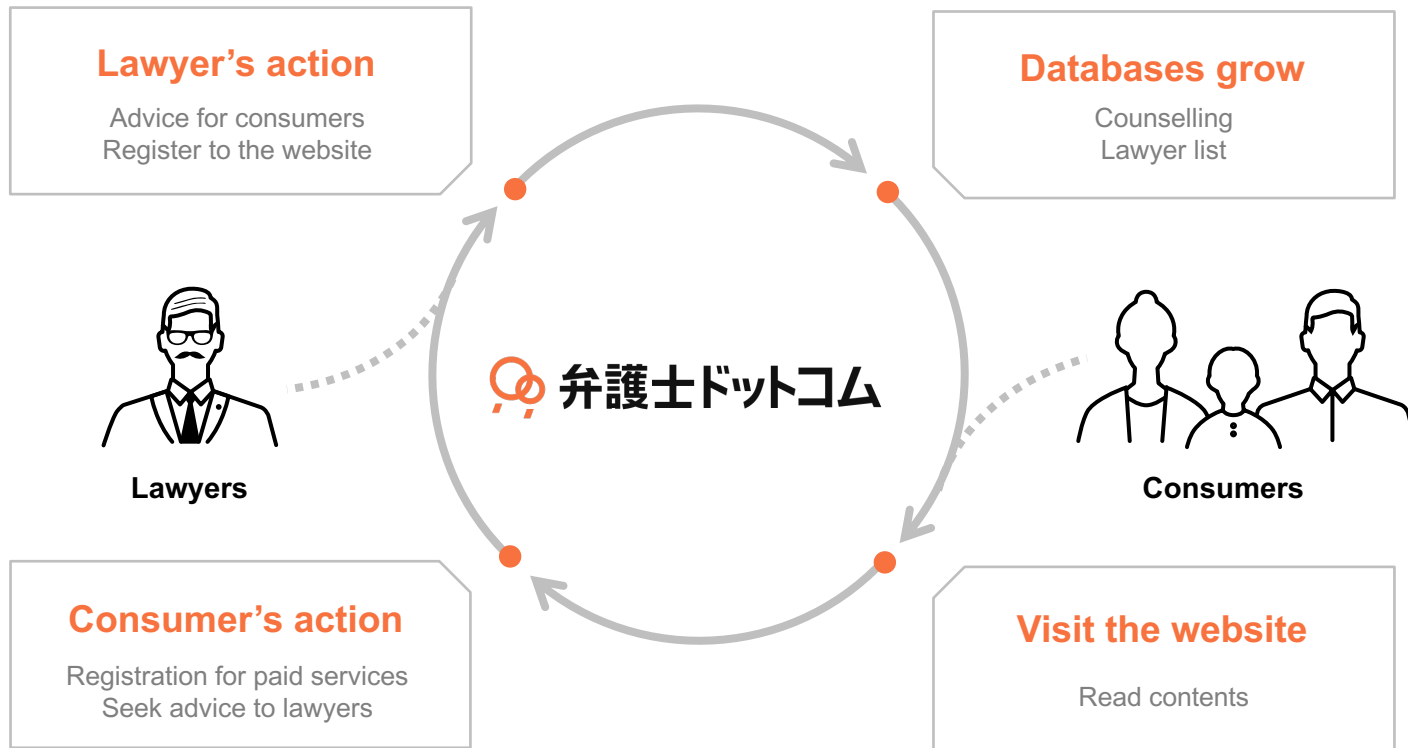 Lawyer’s action
Advice for consumers
Register to the website
Databases grow
Counselling
Lawyer list
弁護士ドットコム
Lawyers
Consumers
Consumer’s action
Registration for paid services
Seek advice to lawyers
Visit the website
Read contents